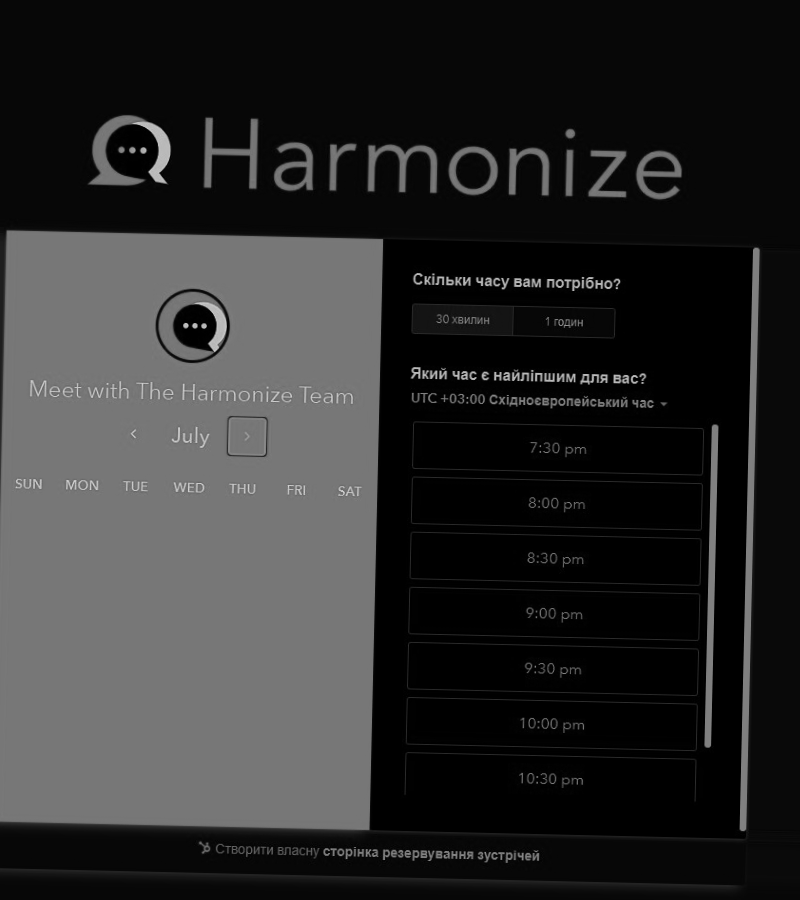 Harmonize
Meet with The Harmonize Team
July
SUN MON TUE WED THU FRI SAT
Скільки часу вам потрібно?
30 хвилин 1 годин
Який час є найліпшим для вас?
UTC +03:00 Східноєвропейський час
7:30 pm
8:00 pm
8:30 pm
9:00 pm
9:30 pm
10:00 pm
10:30 pm
Створити власну сторінка резервування зустрічей